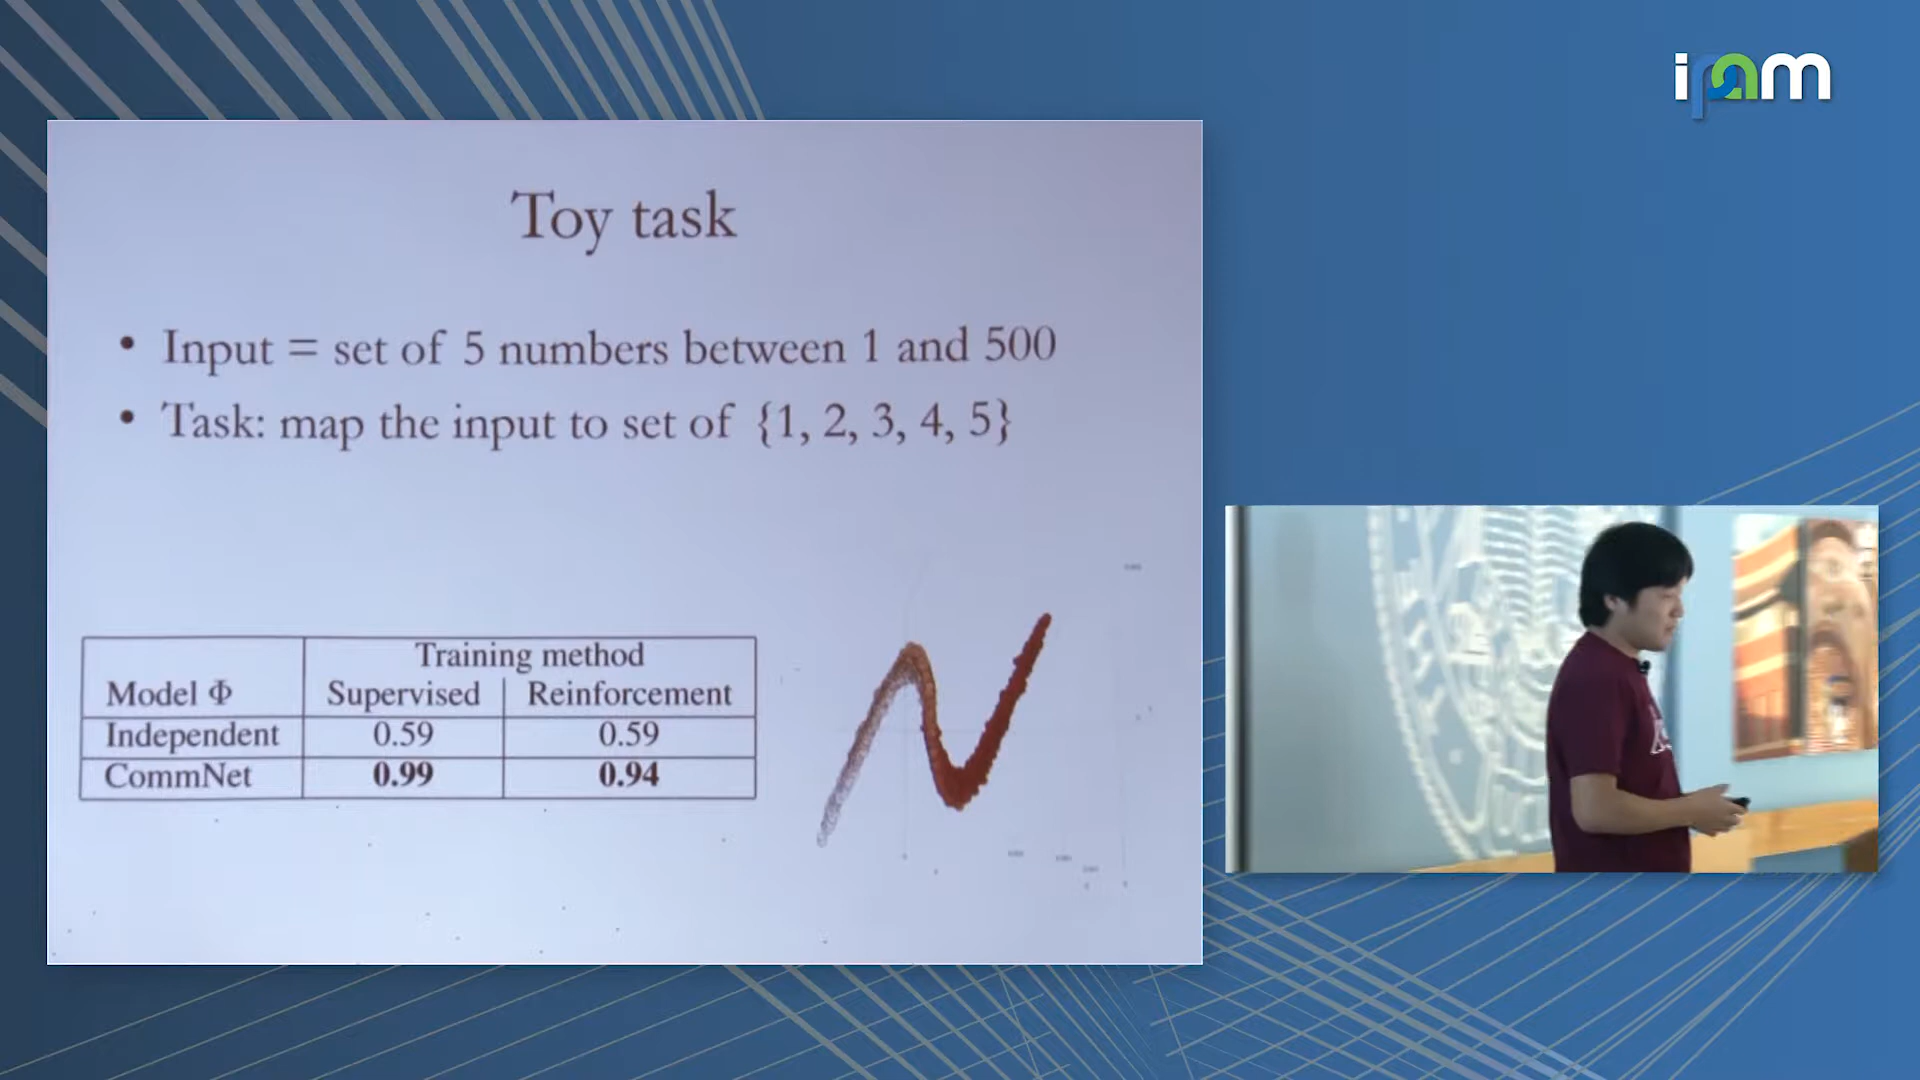 ipam
Toy task
• Input = set of 5 numbers between 1 and 500
• Task: map the input to set of {1, 2, 3, 4, 5}
Training method
Model Φ Supervised Reinforcement
Independent 0.59 0.59
CommNet 0.99 0.94